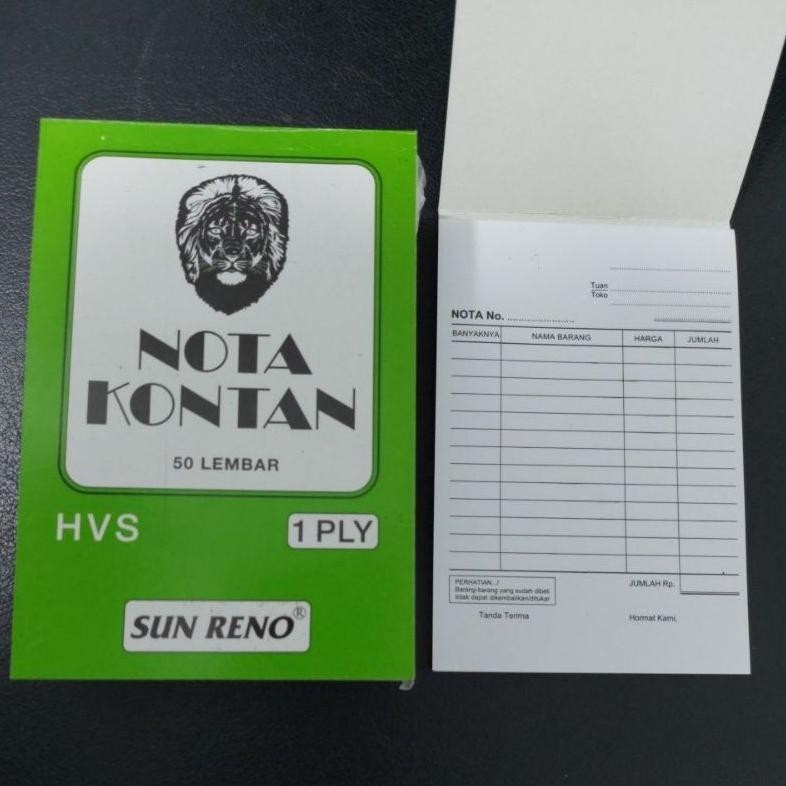 NOTA
KONTAN
50 LEMBAR
HVS
1 PLY
SUN RENO®
Tuan
Toko
NOTA No. ........................
BANYAKNYA NAMA BARANG HARGA JUMLAH
JUMLAH Rp.
PERHATIAN../
Barang-barang yang sudah dibeli
tidak dapat dikembalikan/ditukar
Tanda Terima Hormat Kami,